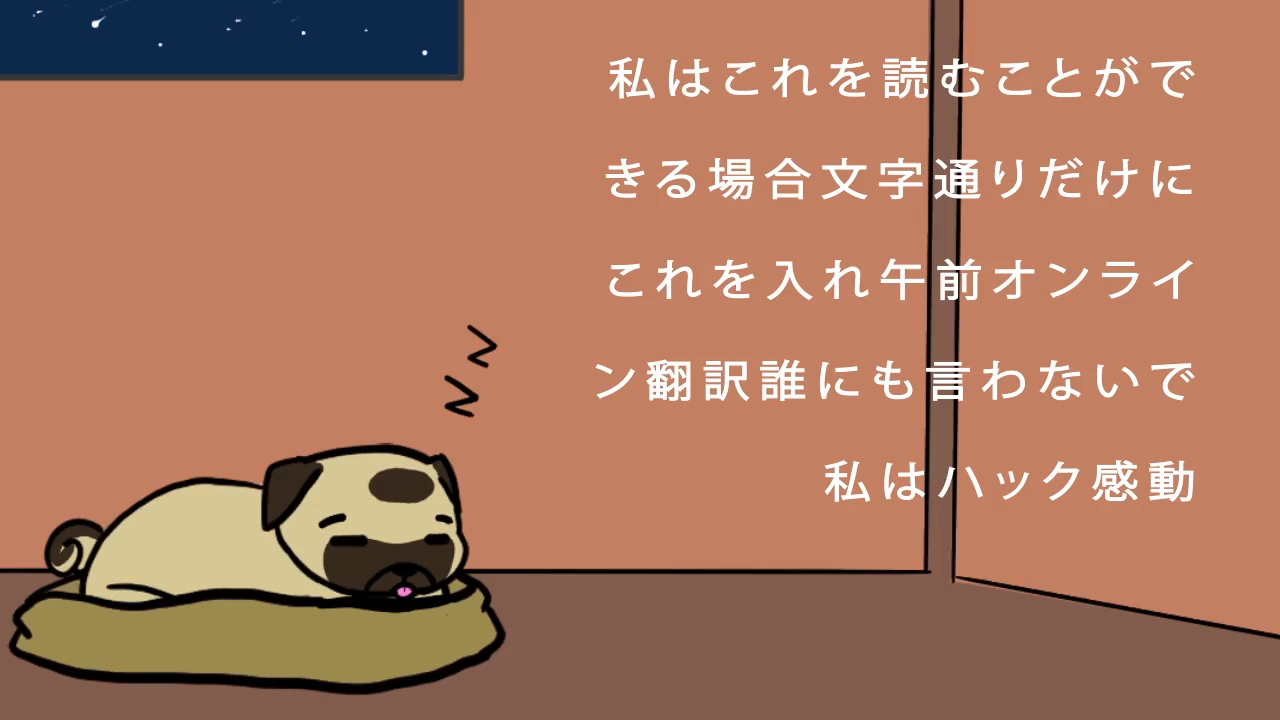 私はこれを読むことがで
きる場合文字通りだけに
これを入れ午前オンライ
ン翻訳誰にも言わないで
私はハック感動